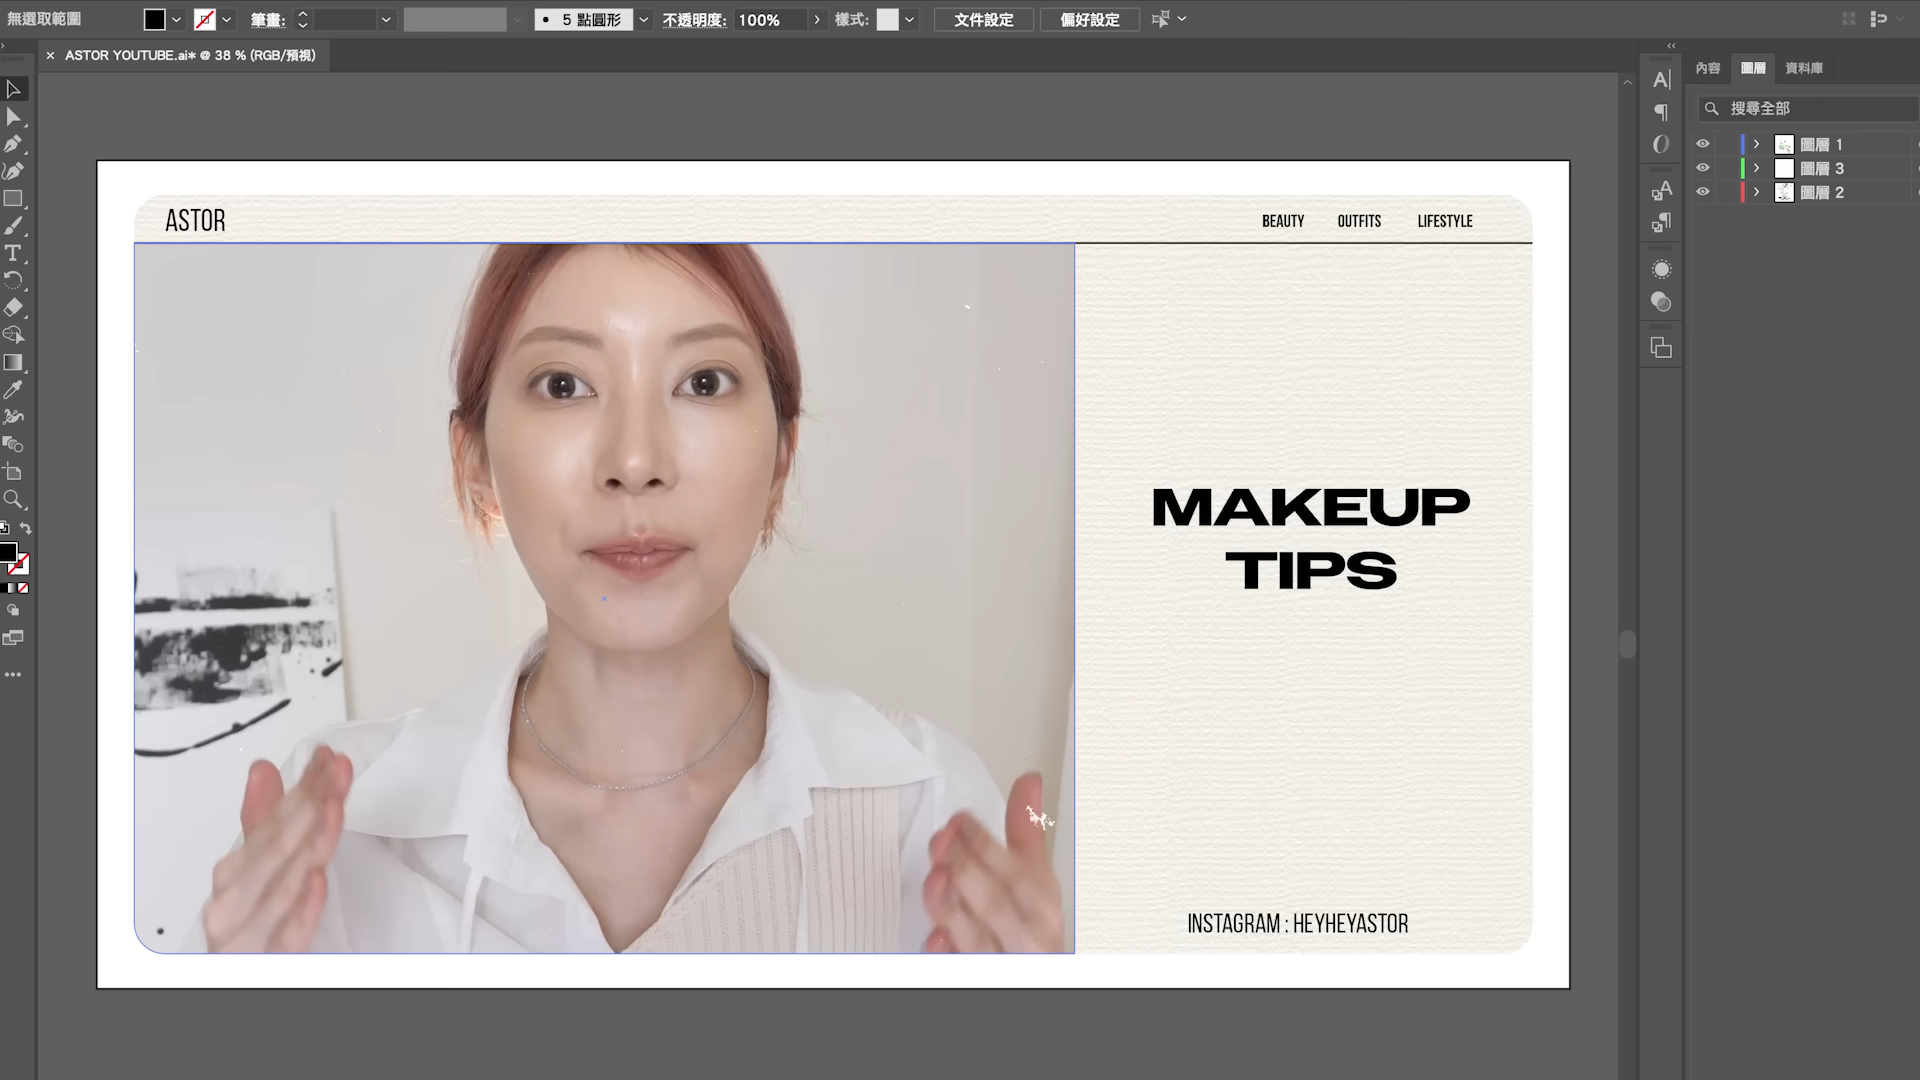 無選取範圍
筆畫:
5 點圓形
不透明度:
100%
樣式:
文件設定
偏好設定
ASTOR YOUTUBE.ai* @ 38 % (RGB/預視)
內容
圖層
資料庫
搜尋全部
圖層 1
圖層 3
圖層 2
ASTOR
BEAUTY
OUTFITS
LIFESTYLE
MAKEUP
TIPS
INSTAGRAM : HEYHEYASTOR